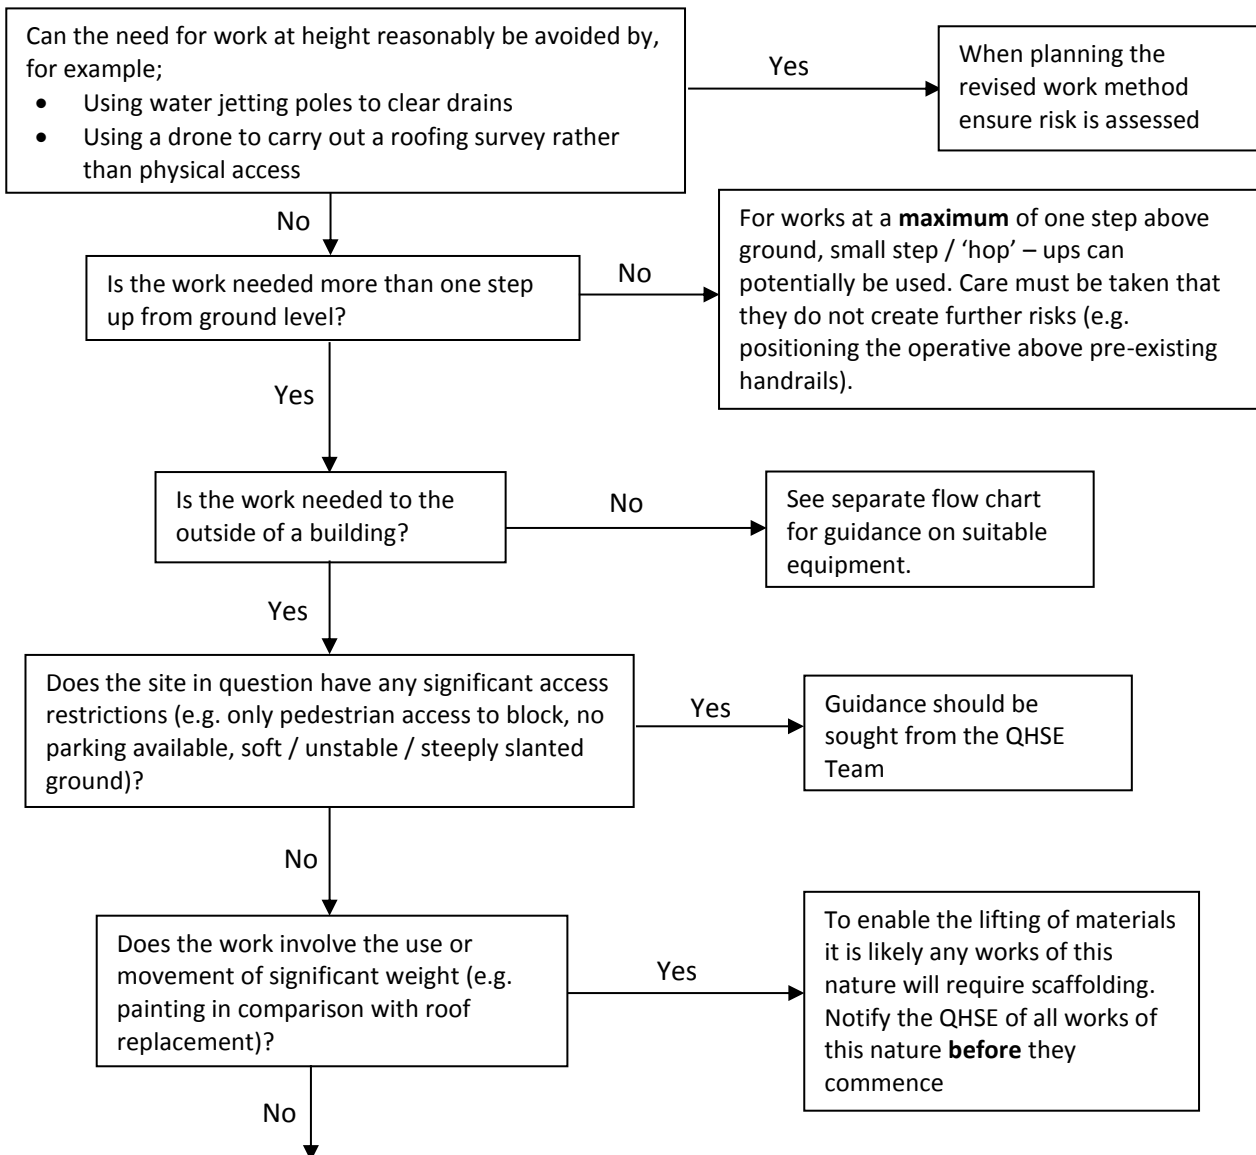 Can the need for work at height reasonably be avoided by,
for example;
• Using water jetting poles to clear drains
• Using a drone to carry out a roofing survey rather
than physical access
Yes
When planning the
revised work method
ensure risk is assessed
No
Is the work needed more than one step
up from ground level?
No
For works at a maximum of one step above
ground, small step / ‘hop’ – ups can
potentially be used. Care must be taken that
they do not create further risks (e.g.
positioning the operative above pre-existing
handrails).
Yes
Is the work needed to the
outside of a building?
No
See separate flow chart
for guidance on suitable
equipment.
Yes
Does the site in question have any significant access
restrictions (e.g. only pedestrian access to block, no
parking available, soft / unstable / steeply slanted
ground)?
Yes
Guidance should be
sought from the QHSE
Team
No
Does the work involve the use or
movement of significant weight (e.g.
painting in comparison with roof
replacement)?
Yes
To enable the lifting of materials
it is likely any works of this
nature will require scaffolding.
Notify the QHSE of all works of
this nature before they
commence
No